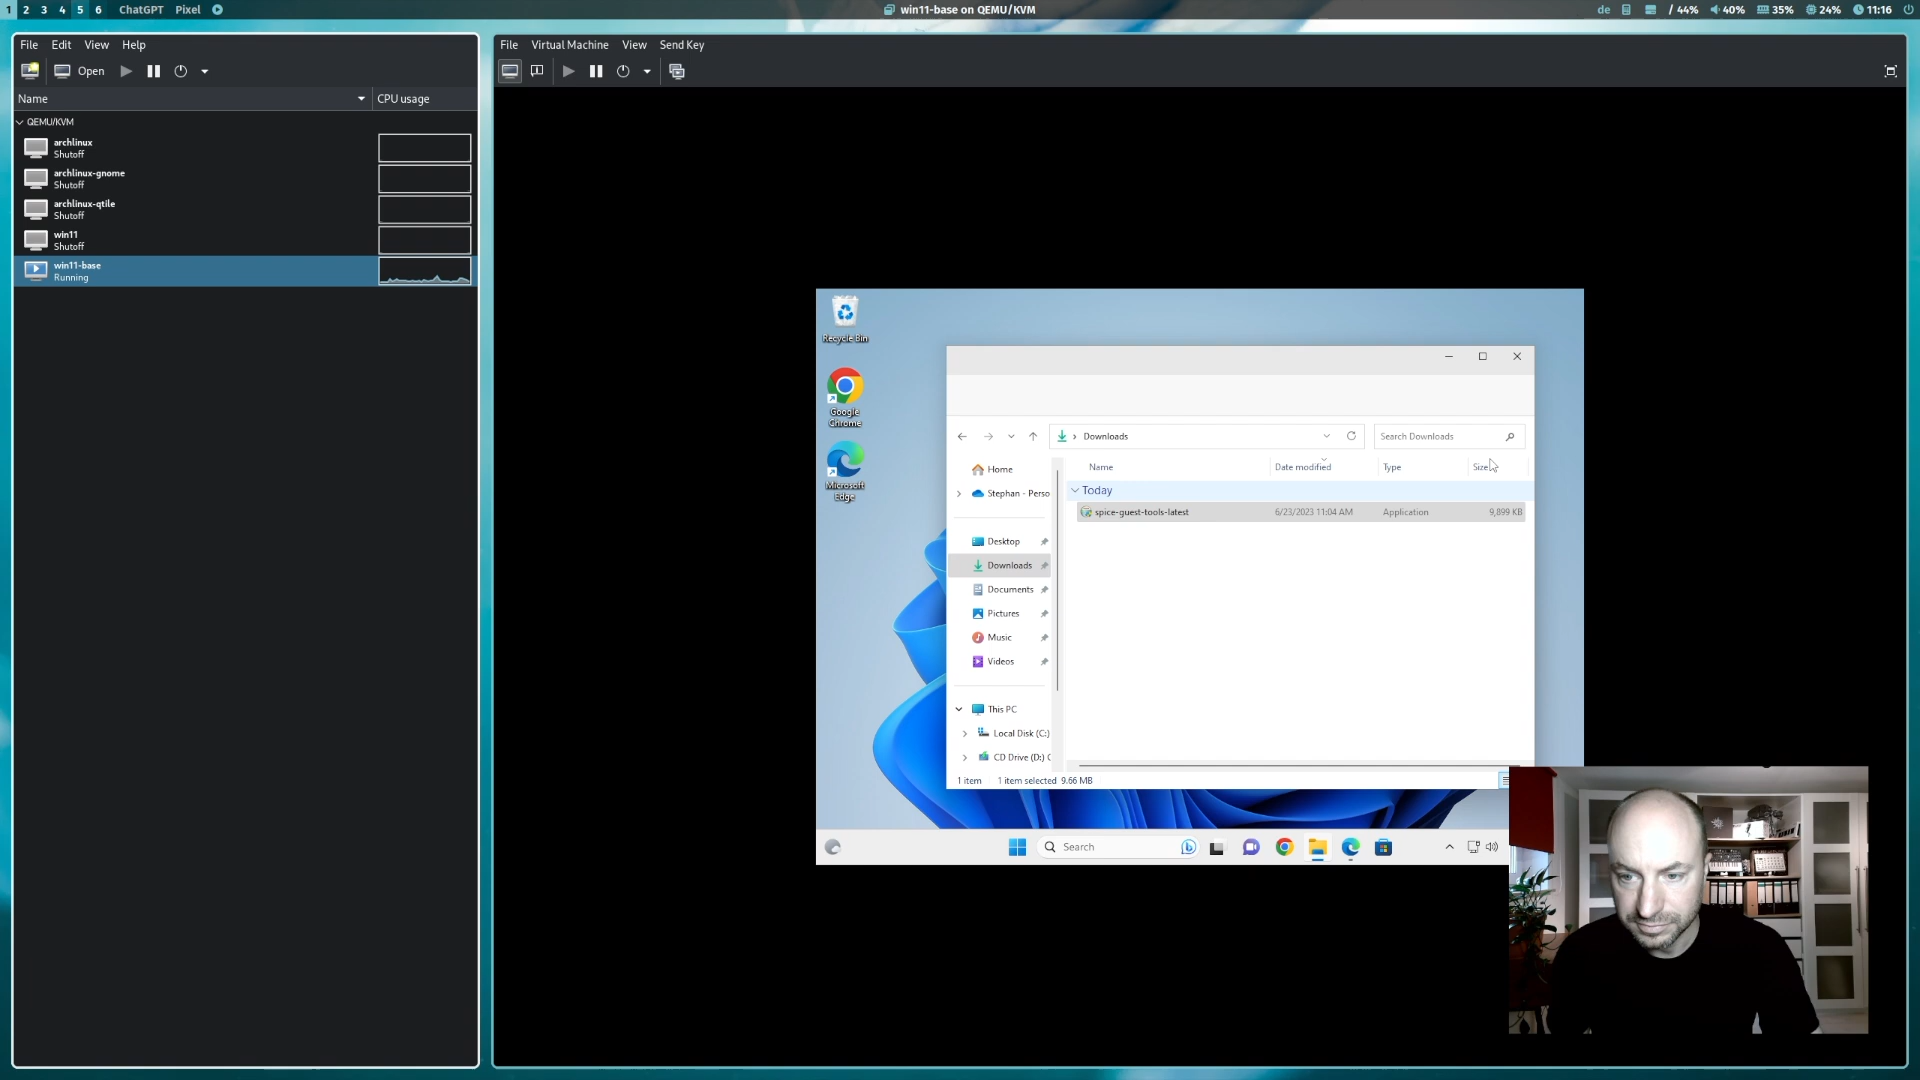 1 2 3 4 5 6 ChatGPT Pixel
win11-base on QEMU/KVM
de / 44% 40% 35% 24% 11:16
File Edit View Help
Open
Name CPU usage
QEMU/KVM
archlinux
Shutoff
archlinux-gnome
Shutoff
archlinux-qtile
Shutoff
win11
Shutoff
win11-base
Running
File Virtual Machine View Send Key
Recycle Bin
Google
Chrome
Microsoft
Edge
Downloads
Search Downloads
Name Date modified Type Size
Today
spice-guest-tools-latest 6/23/2023 11:04 AM Application 9,899 KB
Home
Stephan - Perso
Desktop
Downloads
Documents
Pictures
Music
Videos
This PC
Local Disk (C:)
CD Drive (D:)
1 item 1 item selected 9.66 MB
Search